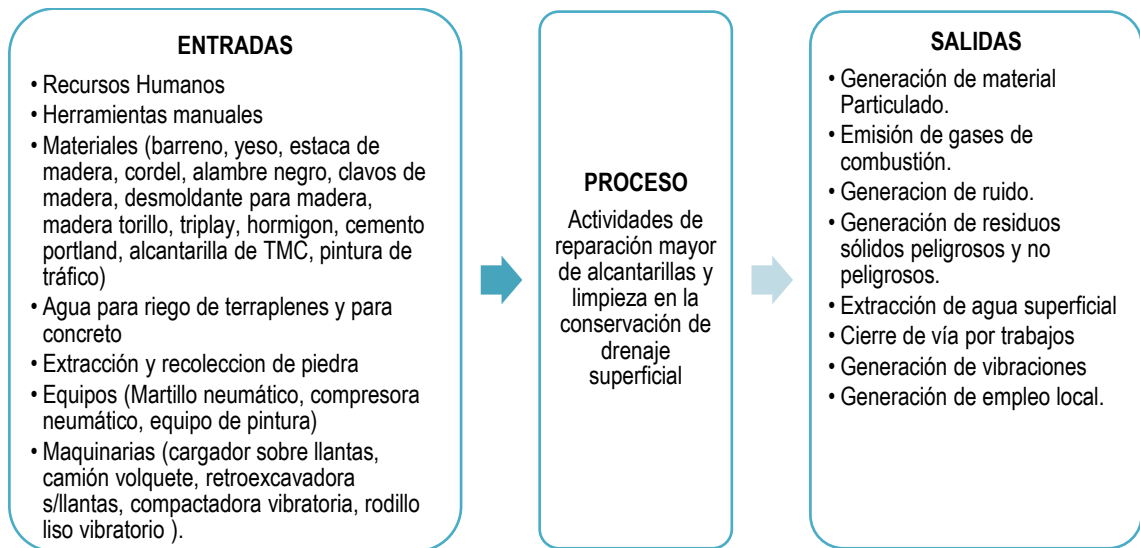 ENTRADAS
• Recursos Humanos
• Herramientas manuales
• Materiales (barreno, yeso, estaca de
madera, cordel, alambre negro, clavos de
madera, desmoldante para madera,
madera torillo, triplay, hormigon, cemento
portland, alcantarilla de TMC, pintura de
tráfico)
• Agua para riego de terraplenes y para
concreto
• Extracción y recoleccion de piedra
• Equipos (Martillo neumático, compresora
neumático, equipo de pintura)
• Maquinarias (cargador sobre llantas,
camión volquete, retroexcavadora
s/llantas, compactadora vibratoria, rodillo
liso vibratorio ).
PROCESO
Actividades de
reparación mayor
de alcantarillas y
limpieza en la
conservación de
drenaje
superficial
SALIDAS
• Generación de material
Particulado.
• Emisión de gases de
combustión.
• Generacion de ruido.
• Generación de residuos
sólidos peligrosos y no
peligrosos.
• Extracción de agua superficial
• Cierre de vía por trabajos
• Generación de vibraciones
• Generación de empleo local.